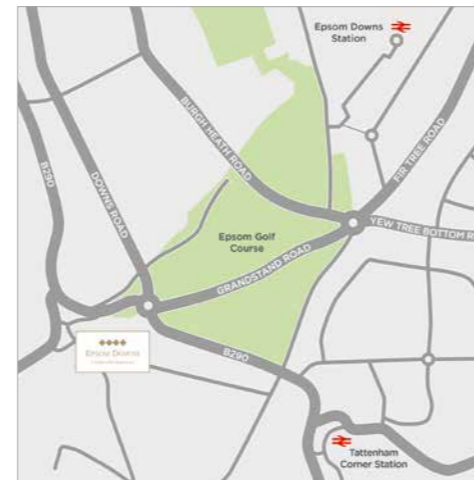 Epsom Downs
Station
BURGH HEATH ROAD
FIR TREE ROAD
B290
DOWNS ROAD
YEW TREE BOTTOM R
Epsom Golf
Course
GRANDSTAND ROAD
EPSOM DOWNS
B290
Tattenham
Corner Station